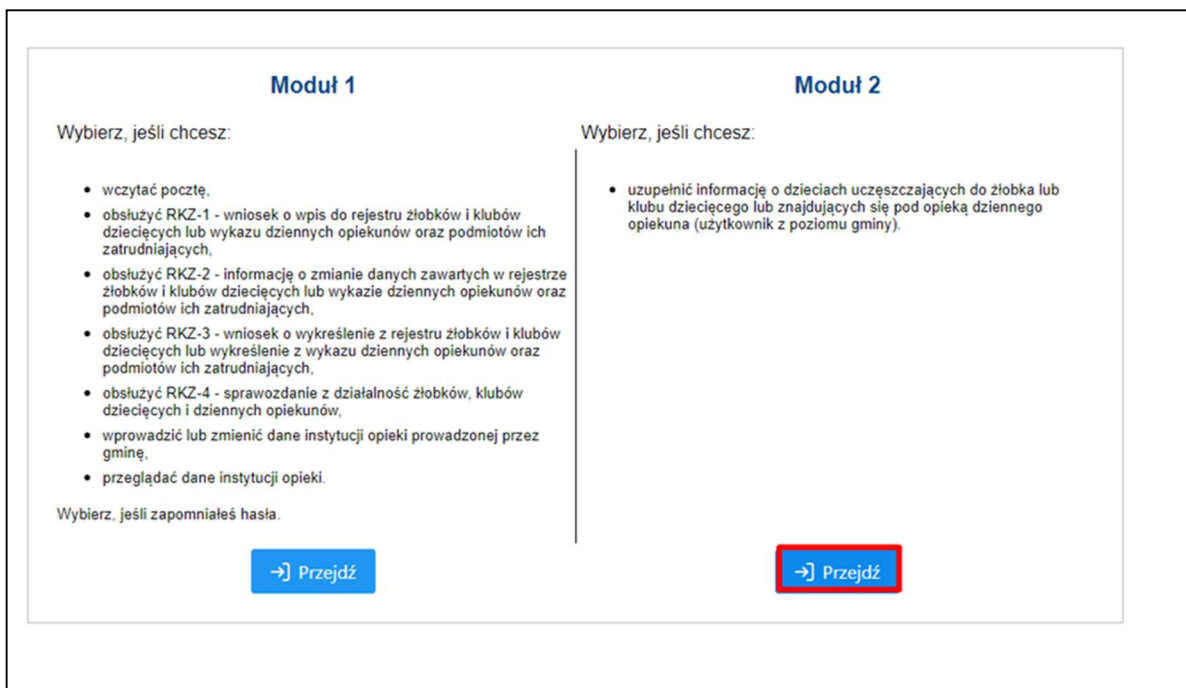 Moduł 1
Wybierz, jeśli chcesz:
• wczytać pocztę,
• obsłużyć RKZ-1 - wniosek o wpis do rejestru żłobków i klubów
dziecięcych lub wykazu dziennych opiekunów oraz podmiotów ich
zatrudniających,
• obsłużyć RKZ-2 - informację o zmianie danych zawartych w rejestrze
żłobków i klubów dziecięcych lub wykazie dziennych opiekunów oraz
podmiotów ich zatrudniających,
• obsłużyć RKZ-3 - wniosek o wykreślenie z rejestru żłobków i klubów
dziecięcych lub wykreślenie z wykazu dziennych opiekunów oraz
podmiotów ich zatrudniających,
• obsłużyć RKZ-4 - sprawozdanie z działalność żłobków, klubów
dziecięcych i dziennych opiekunów,
• wprowadzić lub zmienić dane instytucji opieki prowadzonej przez
gminę,
• przeglądać dane instytucji opieki.
Wybierz, jeśli zapomniałeś hasła.
Przejdź
Moduł 2
Wybierz, jeśli chcesz:
• uzupełnić informację o dzieciach uczęszczających do żłobka lub
klubu dziecięcego lub znajdujących się pod opieką dziennego
opiekuna (użytkownik z poziomu gminy).
Przejdź